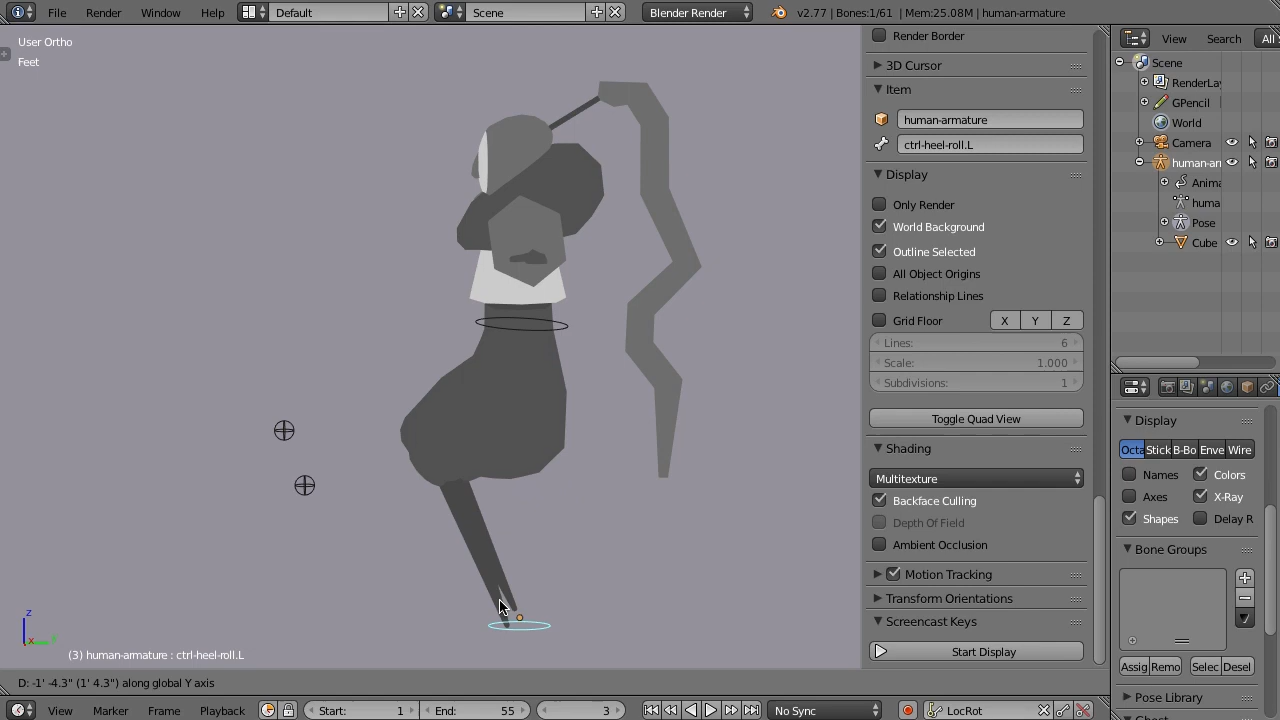 File Render Window Help Default Scene Blender Render v2.77 | Bones:1/61 | Mem:25.08M | human-armature
User Ortho
Feet
(3) human-armature : ctrl-heel-roll.L
z
x
Render Border
3D Cursor
Item
human-armature
ctrl-heel-roll.L
Display
Only Render
World Background
Outline Selected
All Object Origins
Relationship Lines
Grid Floor X Y Z
Lines: 6
Scale: 1.000
Subdivisions: 1
Toggle Quad View
Shading
Multitexture
Backface Culling
Depth Of Field
Ambient Occlusion
Motion Tracking
Transform Orientations
Screencast Keys
Start Display
View Search All
Scene
RenderLay
GPencil
World
Camera
human-ar
Anima
huma
Pose
Cube
Display
Octa Stick B-Bo Enve Wire
Names Colors
Axes X-Ray
Shapes Delay R
Bone Groups
Assig Remo Selec Desel
Pose Library
D: -1' -4.3" (1' 4.3") along global Y axis
View Marker Frame Playback Start: 1 End: 55 3 No Sync LocRot